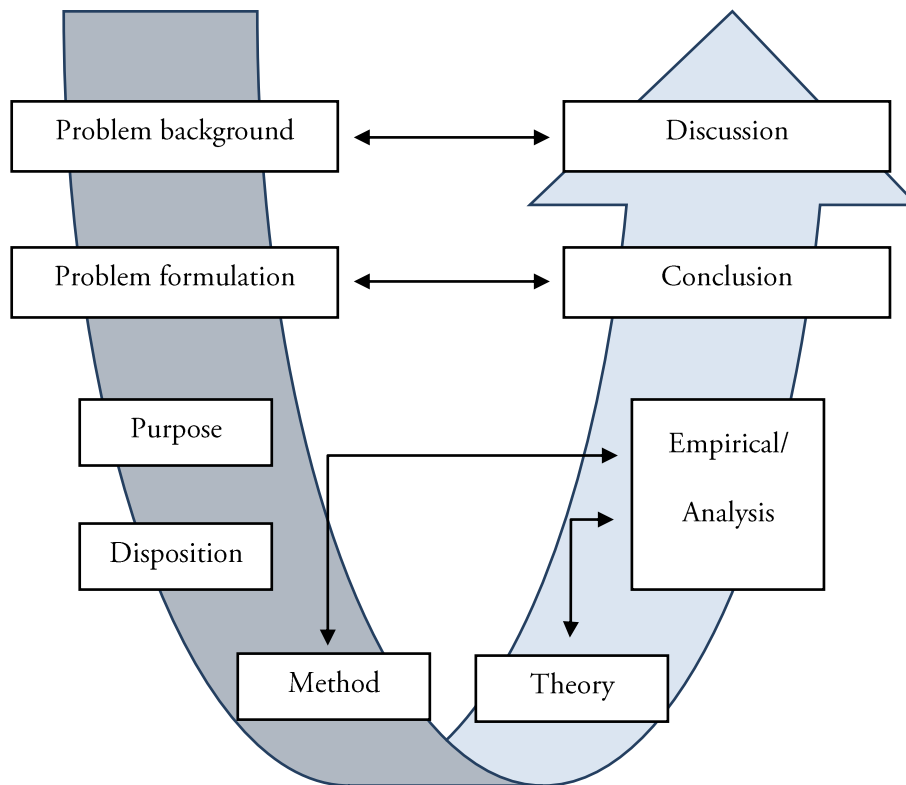 Problem background
Discussion
Problem formulation
Conclusion
Purpose
Empirical/
Analysis
Disposition
Method
Theory